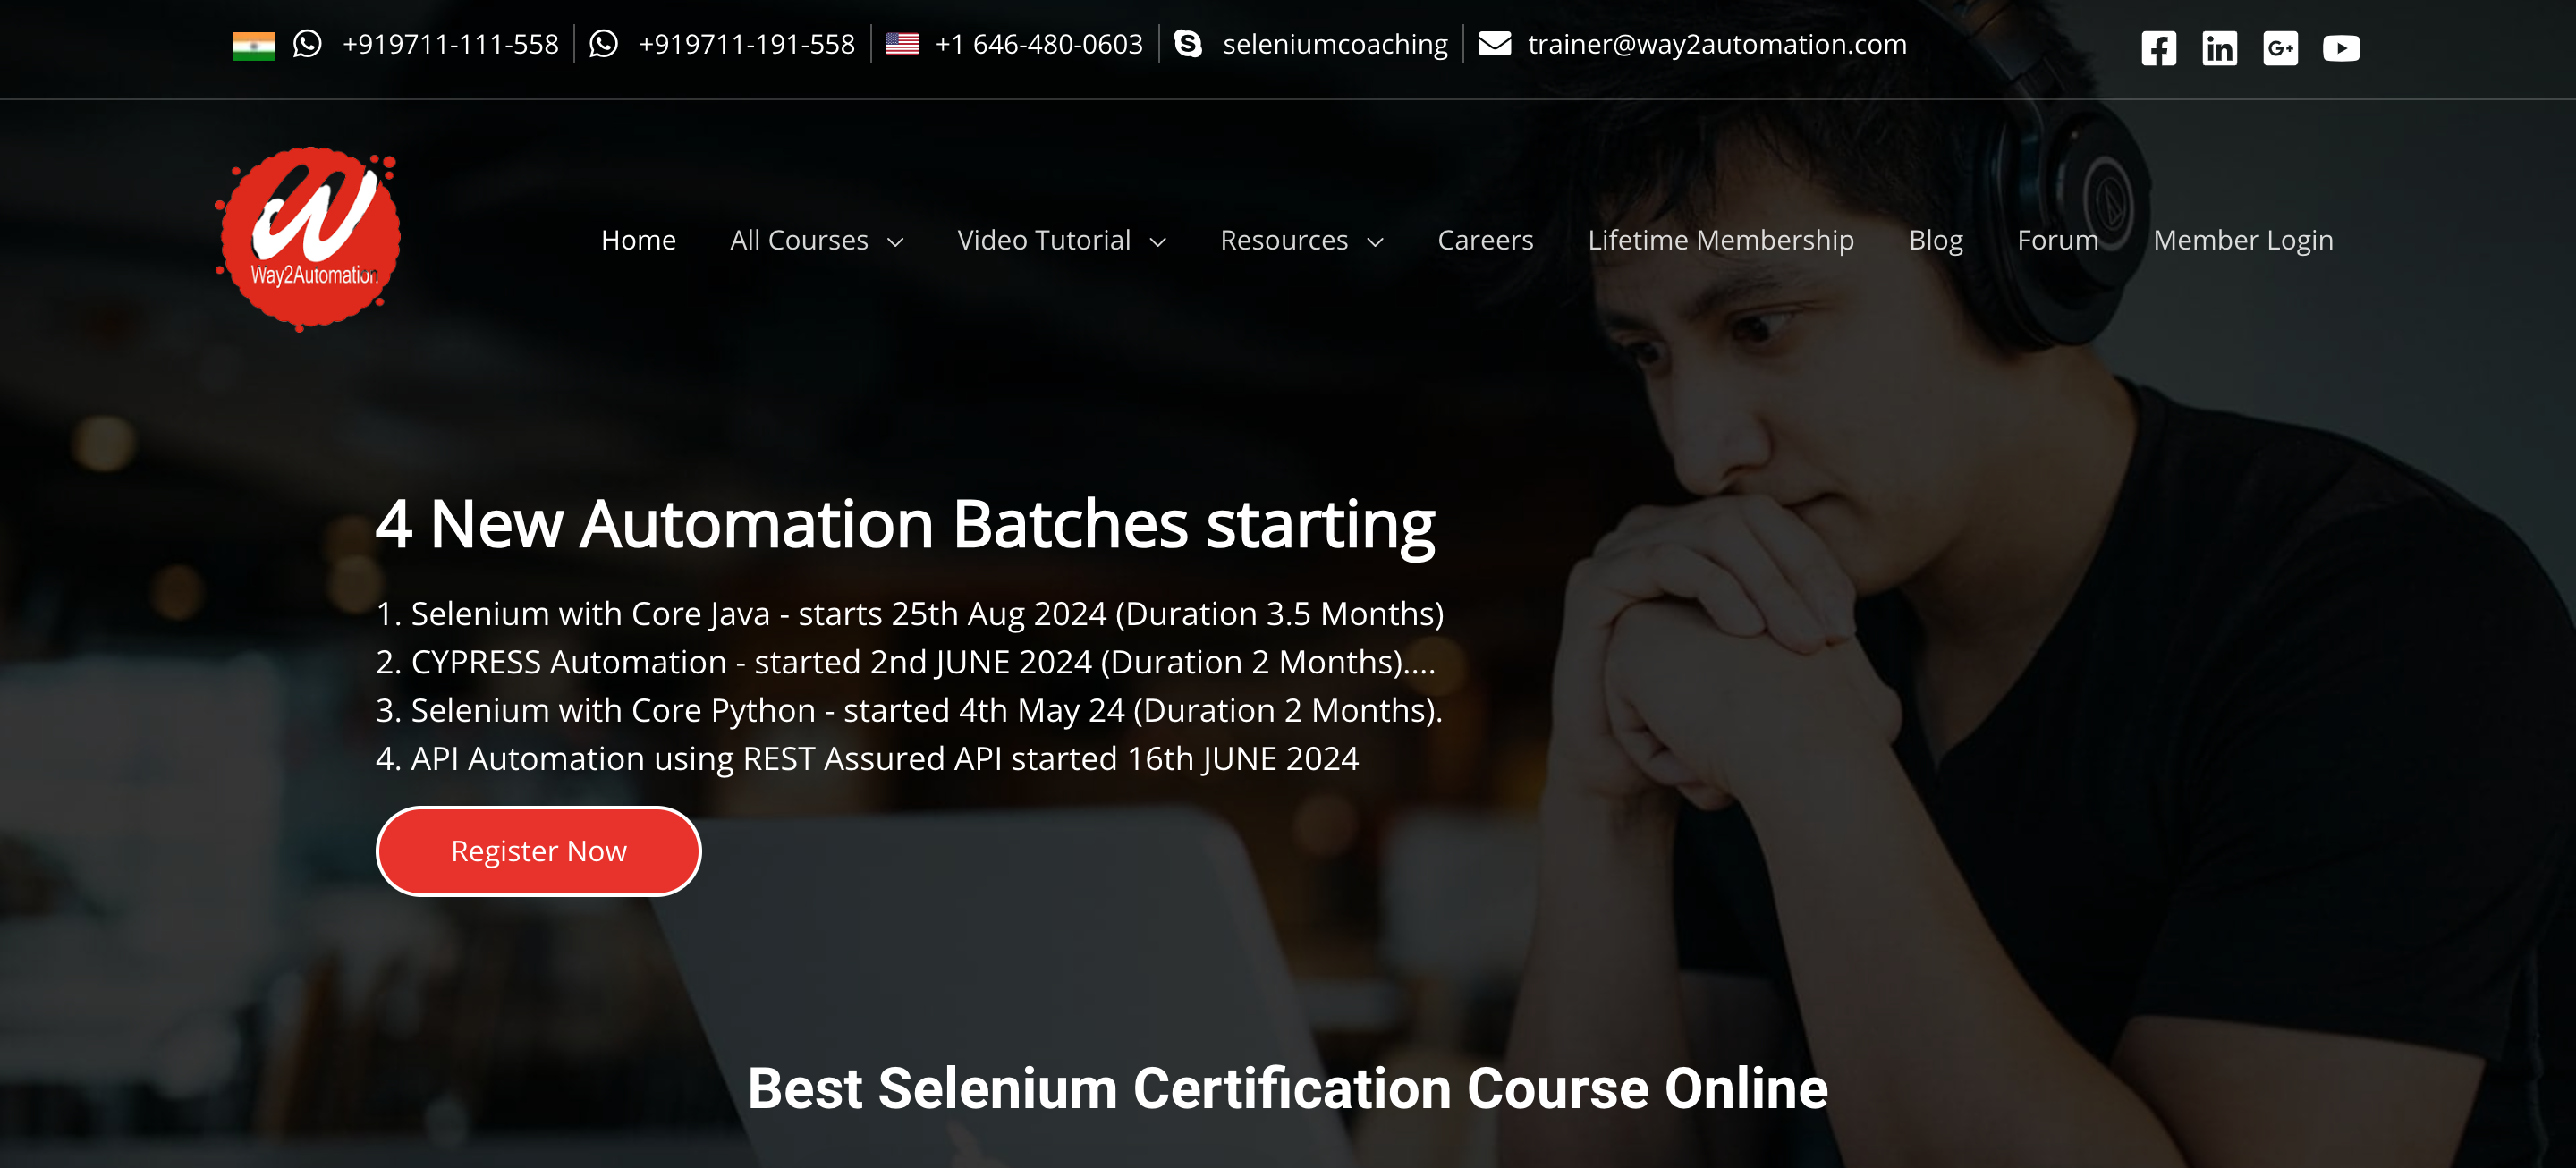 +919711-111-558
+919711-191-558
+1 646-480-0603
seleniumcoaching
trainer@way2automation.com
G+
Way2Automation
Home
All Courses
Video Tutorial
Resources
Careers
Lifetime Membership
Blog
Forum
Member Login
4 New Automation Batches starting
1. Selenium with Core Java - starts 25th Aug 2024 (Duration 3.5 Months)
2. CYPRESS Automation - started 2nd JUNE 2024 (Duration 2 Months)....
3. Selenium with Core Python - started 4th May 24 (Duration 2 Months).
4. API Automation using REST Assured API started 16th JUNE 2024
Register Now
Best Selenium Certification Course Online